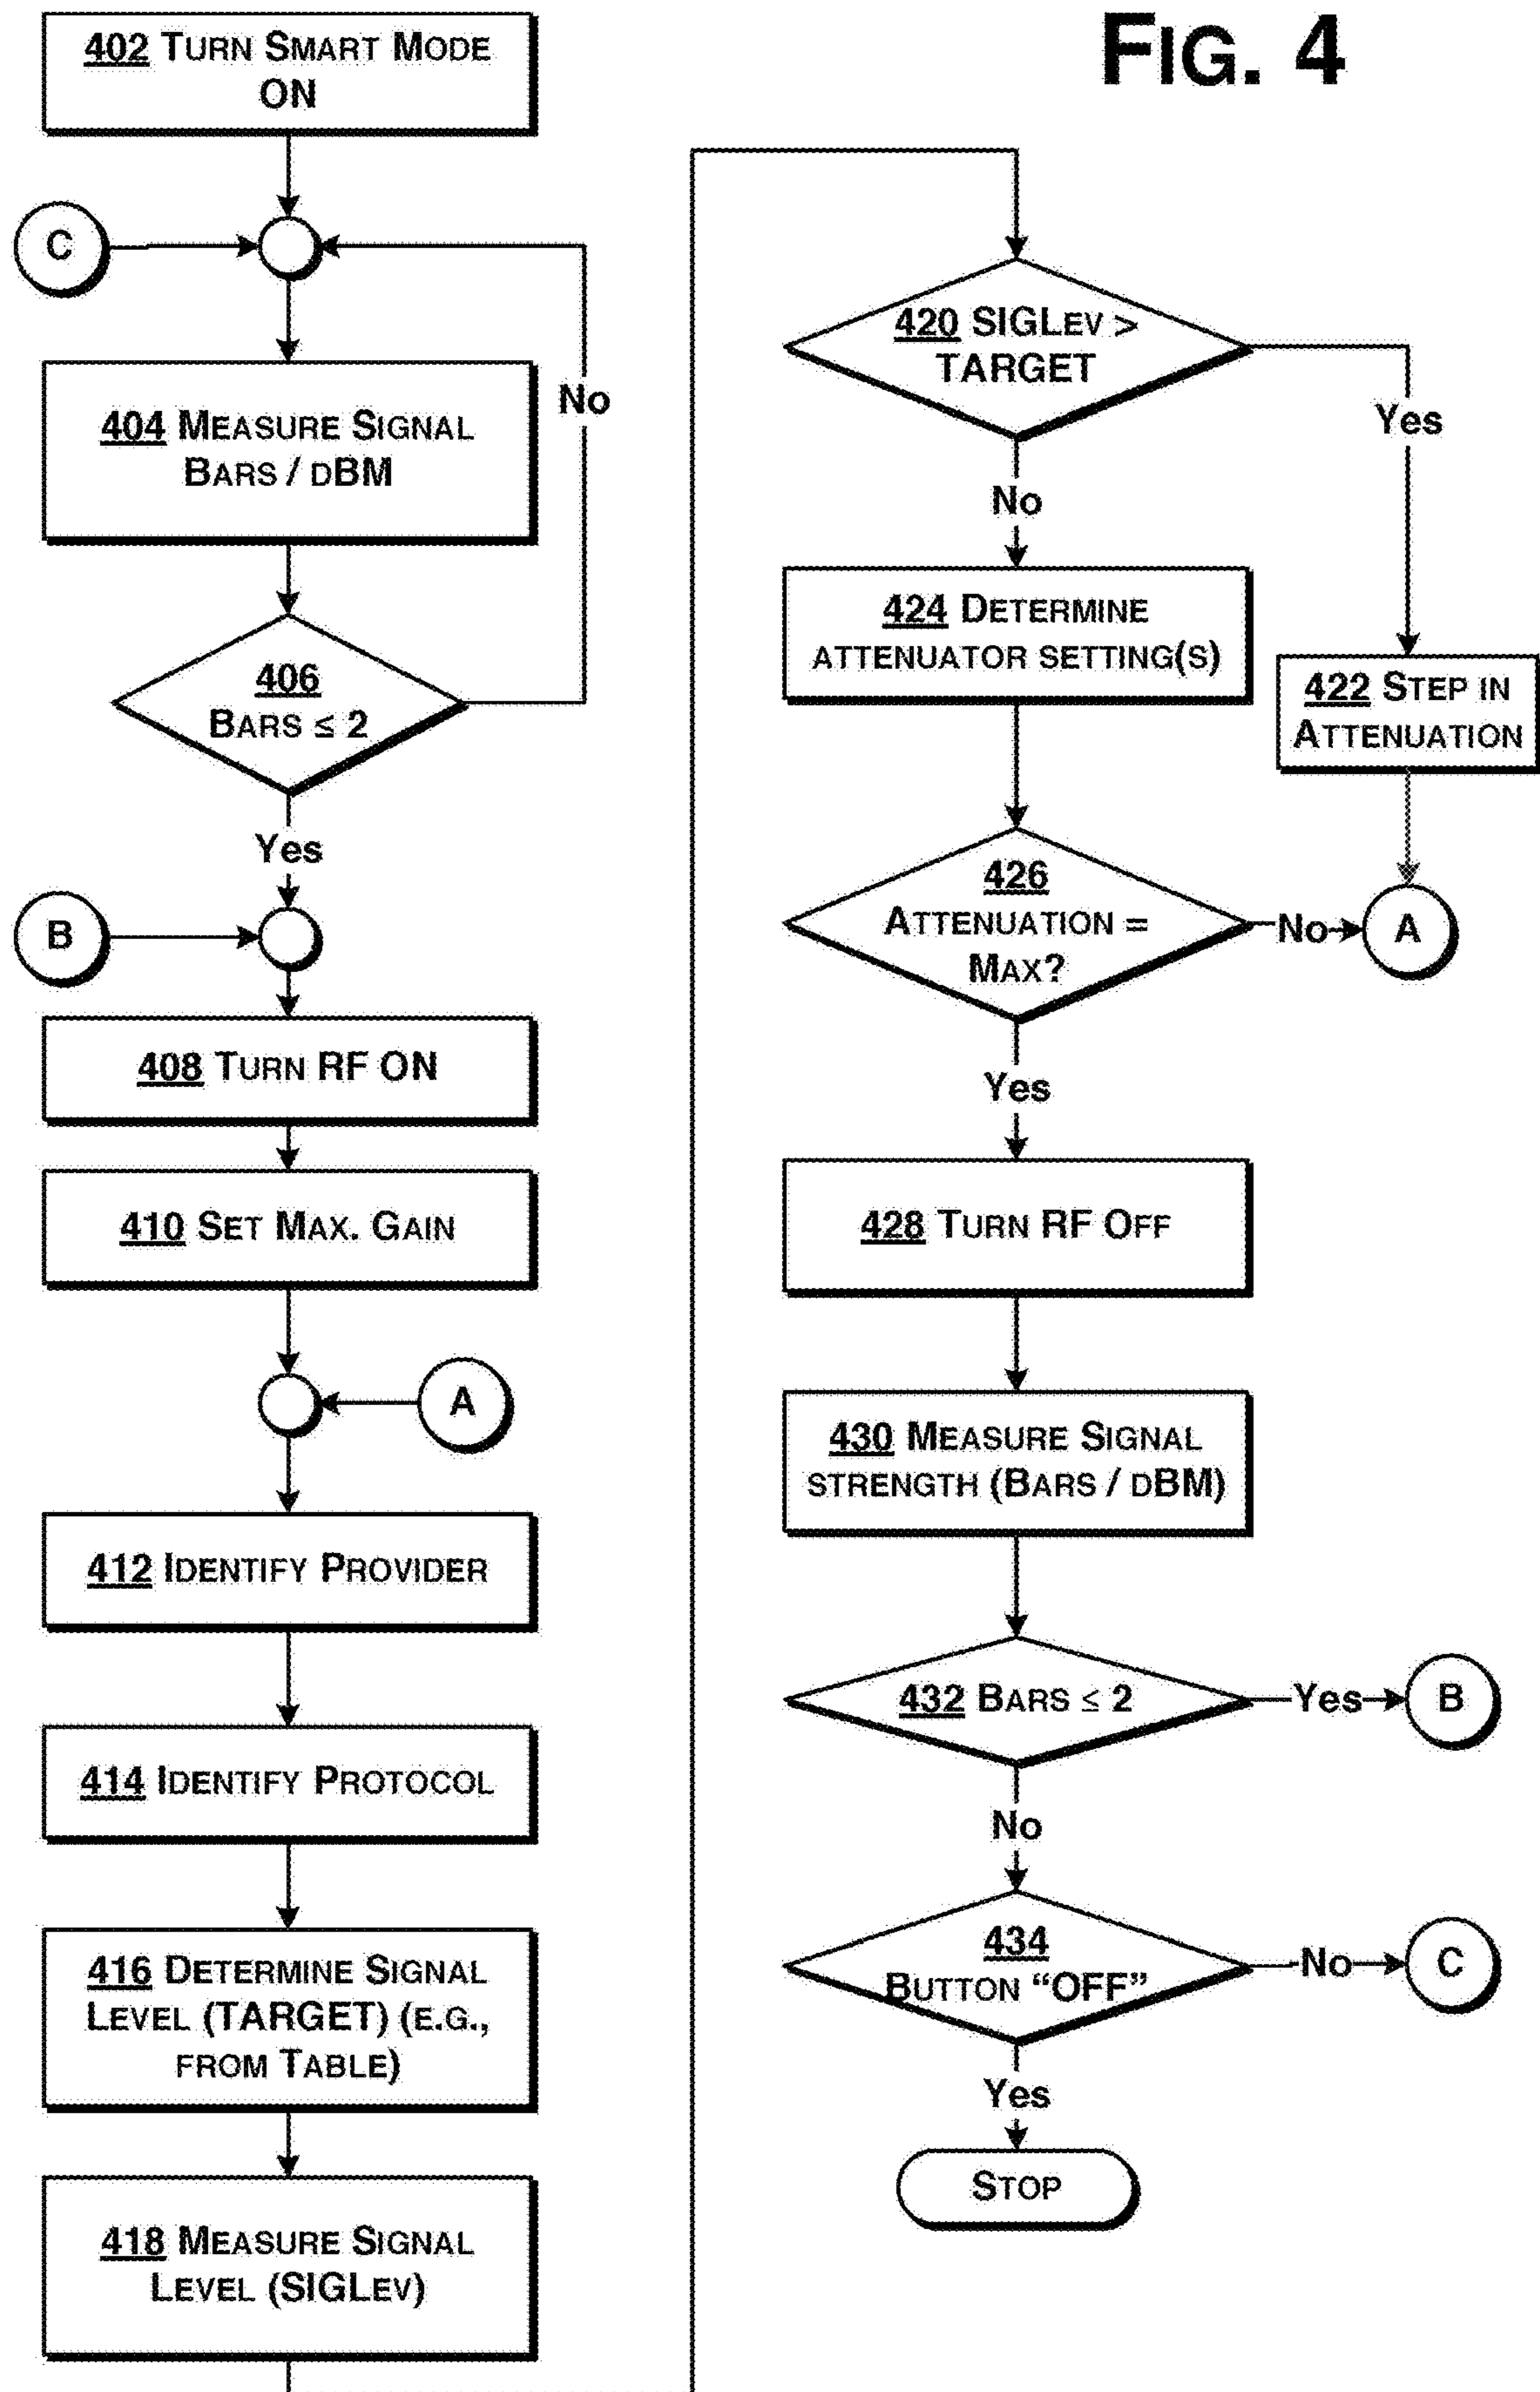 FIG. 4
402 TURN SMART MODE
ON
C
404 MEASURE SIGNAL
BARS / DBM
No
406
BARS ≤ 2
Yes
B
408 TURN RF ON
410 SET MAX. GAIN
A
412 IDENTIFY PROVIDER
414 IDENTIFY PROTOCOL
416 DETERMINE SIGNAL
LEVEL (TARGET) (E.G.,
FROM TABLE)
418 MEASURE SIGNAL
LEVEL (SIGLEV)
420 SIGLEV >
TARGET
Yes
No
424 DETERMINE
ATTENUATOR SETTING(S)
422 STEP IN
ATTENUATION
426
ATTENUATION =
MAX?
No
A
Yes
428 TURN RF OFF
430 MEASURE SIGNAL
STRENGTH (BARS / DBM)
432 BARS ≤ 2
Yes
B
No
434
BUTTON “OFF”
No
C
Yes
STOP